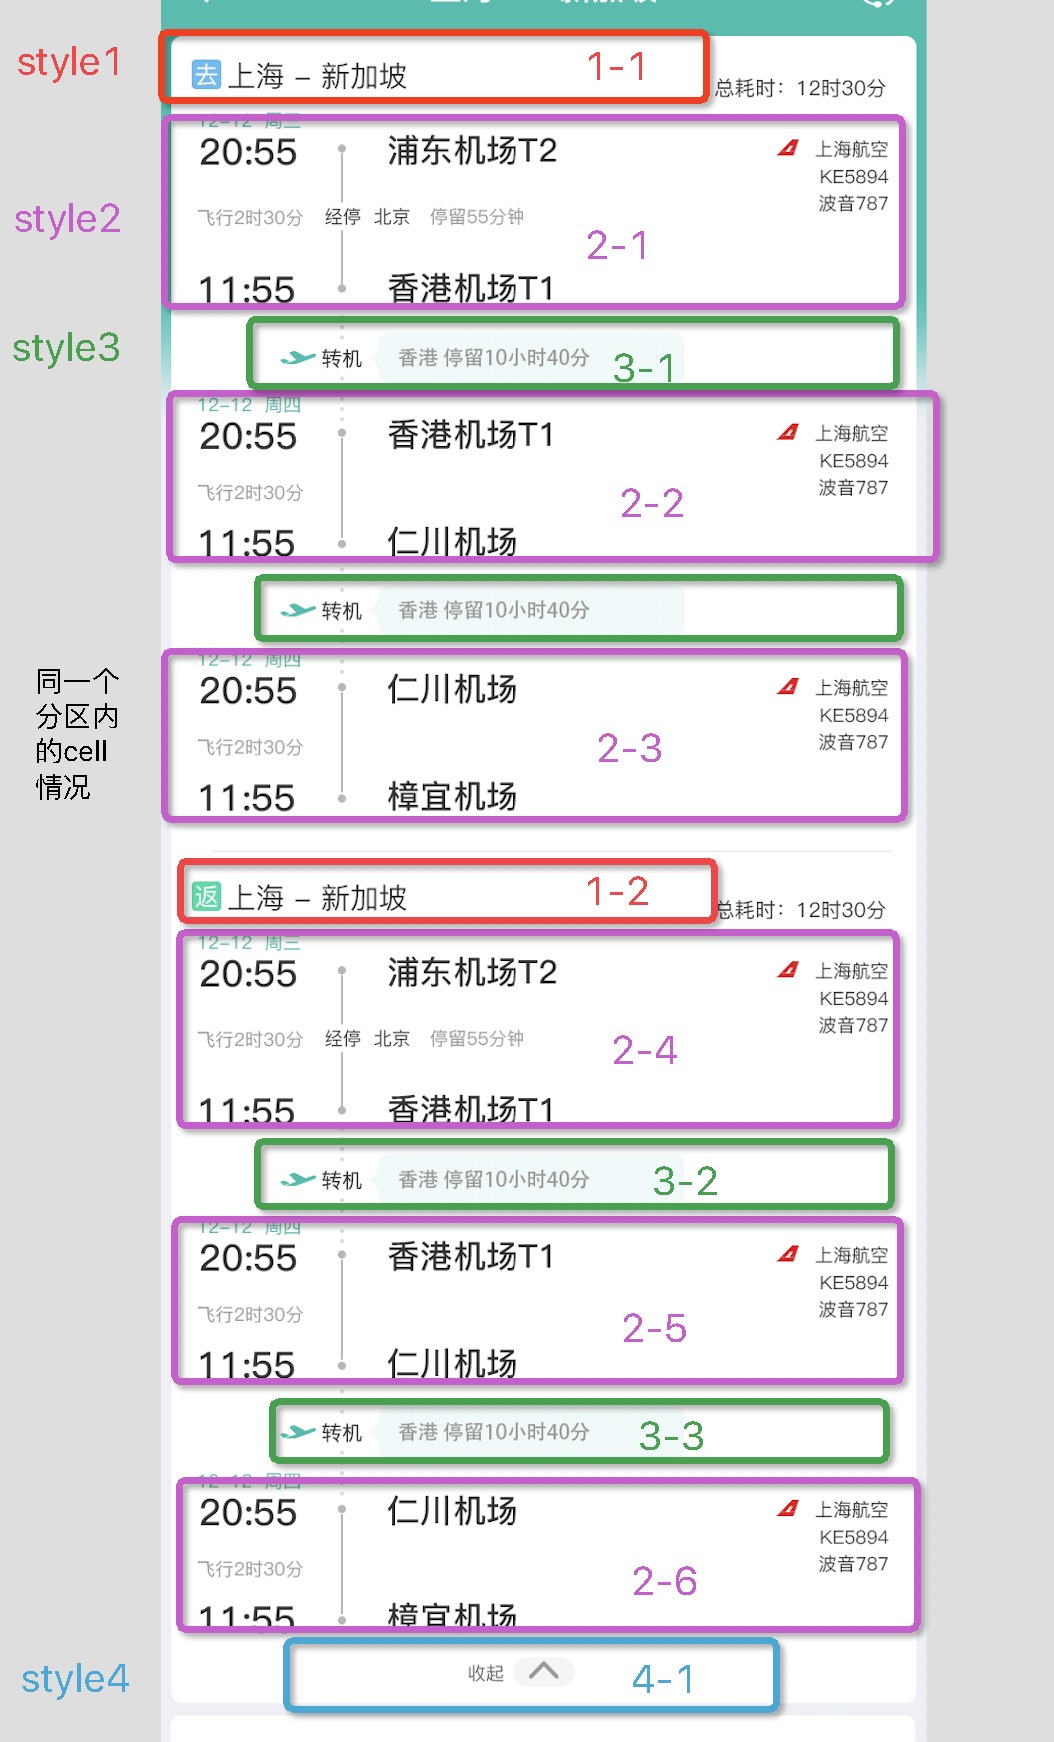 style1
去 上海 – 新加坡
1-1
总耗时：12时30分
12-12 周三
20:55 浦东机场T2
上海航空
KE5894
波音787
style2
飞行2时30分 经停 北京 停留55分钟
2-1
11:55 香港机场T1
style3
转机 香港 停留10小时40分
3-1
12-12 周四
20:55 香港机场T1
上海航空
KE5894
波音787
飞行2时30分
2-2
11:55 仁川机场
转机 香港 停留10小时40分
同一个
分区内
的cell
情况
12-12 周四
20:55 仁川机场
上海航空
KE5894
波音787
飞行2时30分
2-3
11:55 樟宜机场
返 上海 – 新加坡
1-2
总耗时：12时30分
12-12 周三
20:55 浦东机场T2
上海航空
KE5894
波音787
飞行2时30分 经停 北京 停留55分钟
2-4
11:55 香港机场T1
转机 香港 停留10小时40分
3-2
12-12 周四
20:55 香港机场T1
上海航空
KE5894
波音787
飞行2时30分
2-5
11:55 仁川机场
转机 香港 停留10小时40分
3-3
12-12 周四
20:55 仁川机场
上海航空
KE5894
波音787
飞行2时30分
2-6
11:55 樟宜机场
style4
收起
4-1